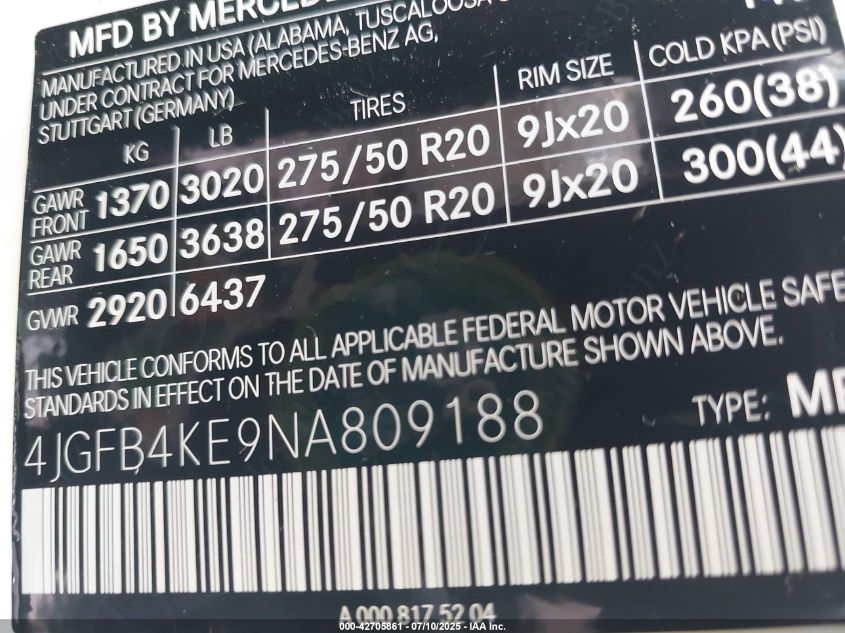 MFD BY MERCEDE
MANUFACTURED IN USA (ALABAMA, TUSCALOOSA
UNDER CONTRACT FOR MERCEDES-BENZ AG,
STUTTGART (GERMANY)
KG LB TIRES RIM SIZE COLD KPA (PSI)
GAWR FRONT 1370 3020 275/50 R20 9Jx20 260(38)
GAWR REAR 1650 3638 275/50 R20 9Jx20 300(44)
GVWR 2920 6437
THIS VEHICLE CONFORMS TO ALL APPLICABLE FEDERAL MOTOR VEHICLE SAFE
STANDARDS IN EFFECT ON THE DATE OF MANUFACTURE SHOWN ABOVE.
4JGFB4KE9NA809188 TYPE: MP
A 000 817 52 04
000-42705861 - 07/10/2025 - IAA Inc.